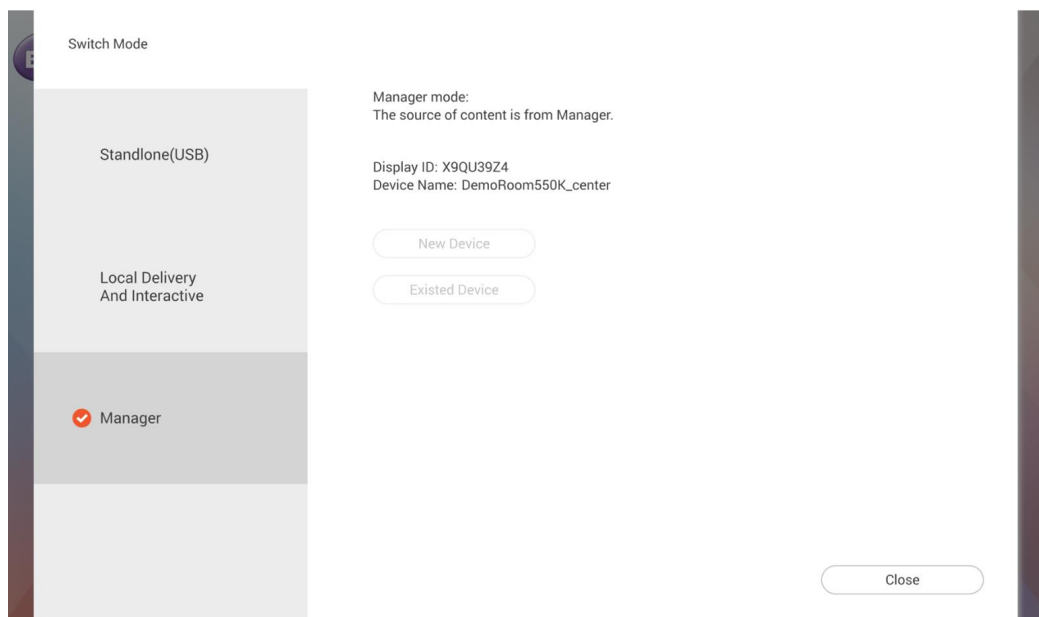 Switch Mode
Standlone(USB)
Local Delivery
And Interactive
Manager
Manager mode:
The source of content is from Manager.
Display ID: X9QU39Z4
Device Name: DemoRoom550K_center
New Device
Existed Device
Close